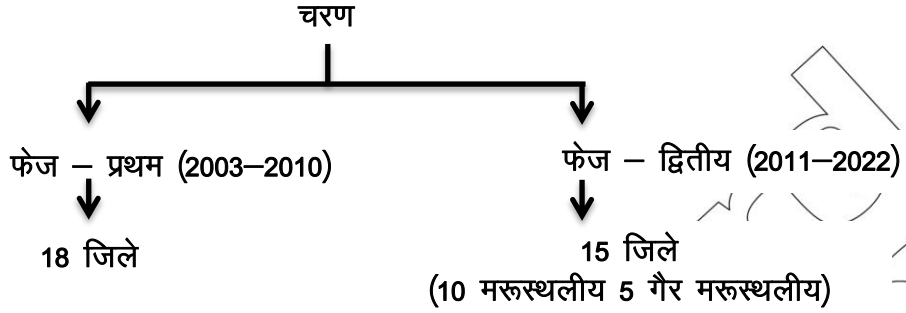 चरण
फेज – प्रथम (2003–2010)
फेज – द्वितीय (2011–2022)
18 जिले
15 जिले
(10 मरूस्थलीय 5 गैर मरूस्थलीय)